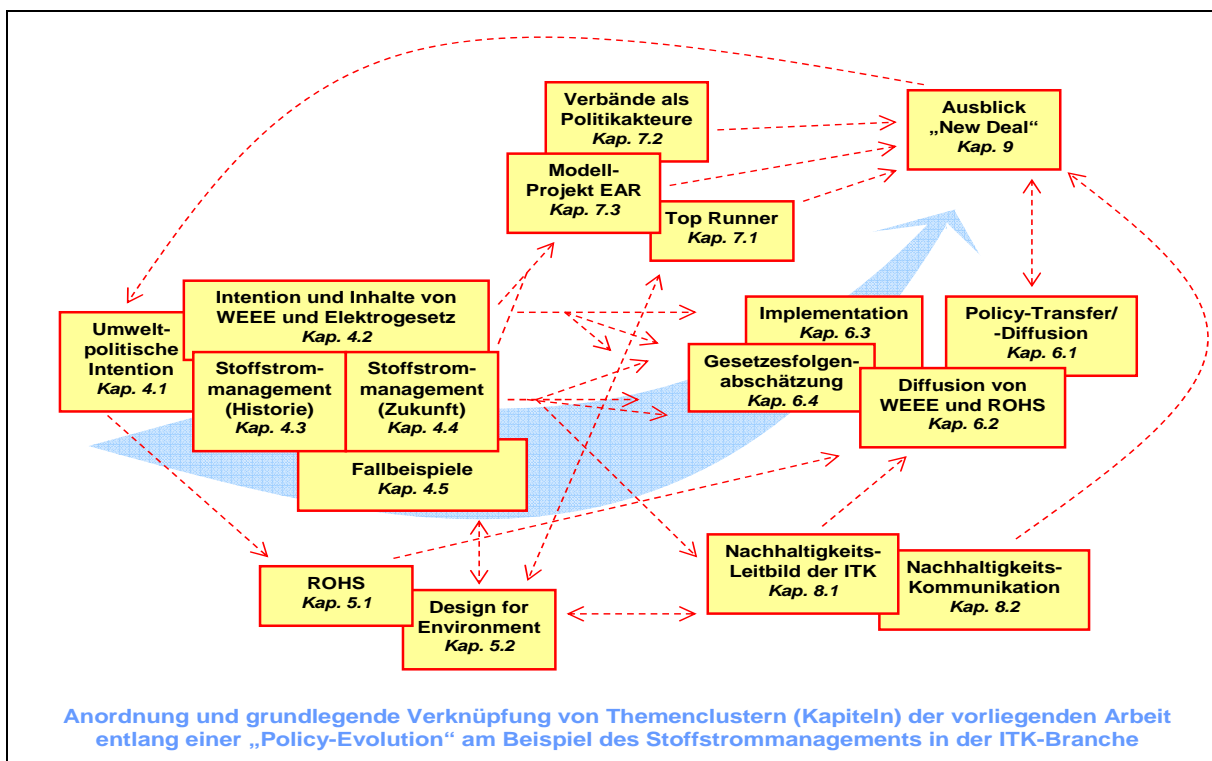 Verbände als
Politikakteure
Kap. 7.2
Modell-
Projekt EAR
Kap. 7.3
Top Runner
Kap. 7.1
Ausblick
„New Deal“
Kap. 9
Umwelt-
politische
Intention
Kap. 4.1
Intention und Inhalte von
WEEE und Elektrogesetz
Kap. 4.2
Stoffstrom-
management
(Historie)
Kap. 4.3
Stoffstrom-
management
(Zukunft)
Kap. 4.4
Fallbeispiele
Kap. 4.5
Implementation
Kap. 6.3
Gesetzesfolgen-
abschätzung
Kap. 6.4
Policy-Transfer/
-Diffusion
Kap. 6.1
Diffusion von
WEEE und ROHS
Kap. 6.2
ROHS
Kap. 5.1
Design for
Environment
Kap. 5.2
Nachhaltigkeits-
Leitbild der ITK
Kap. 8.1
Nachhaltigkeits-
Kommunikation
Kap. 8.2
Anordnung und grundlegende Verknüpfung von Themenclustern (Kapiteln) der vorliegenden Arbeit
entlang einer „Policy-Evolution“ am Beispiel des Stoffstrommanagements in der ITK-Branche